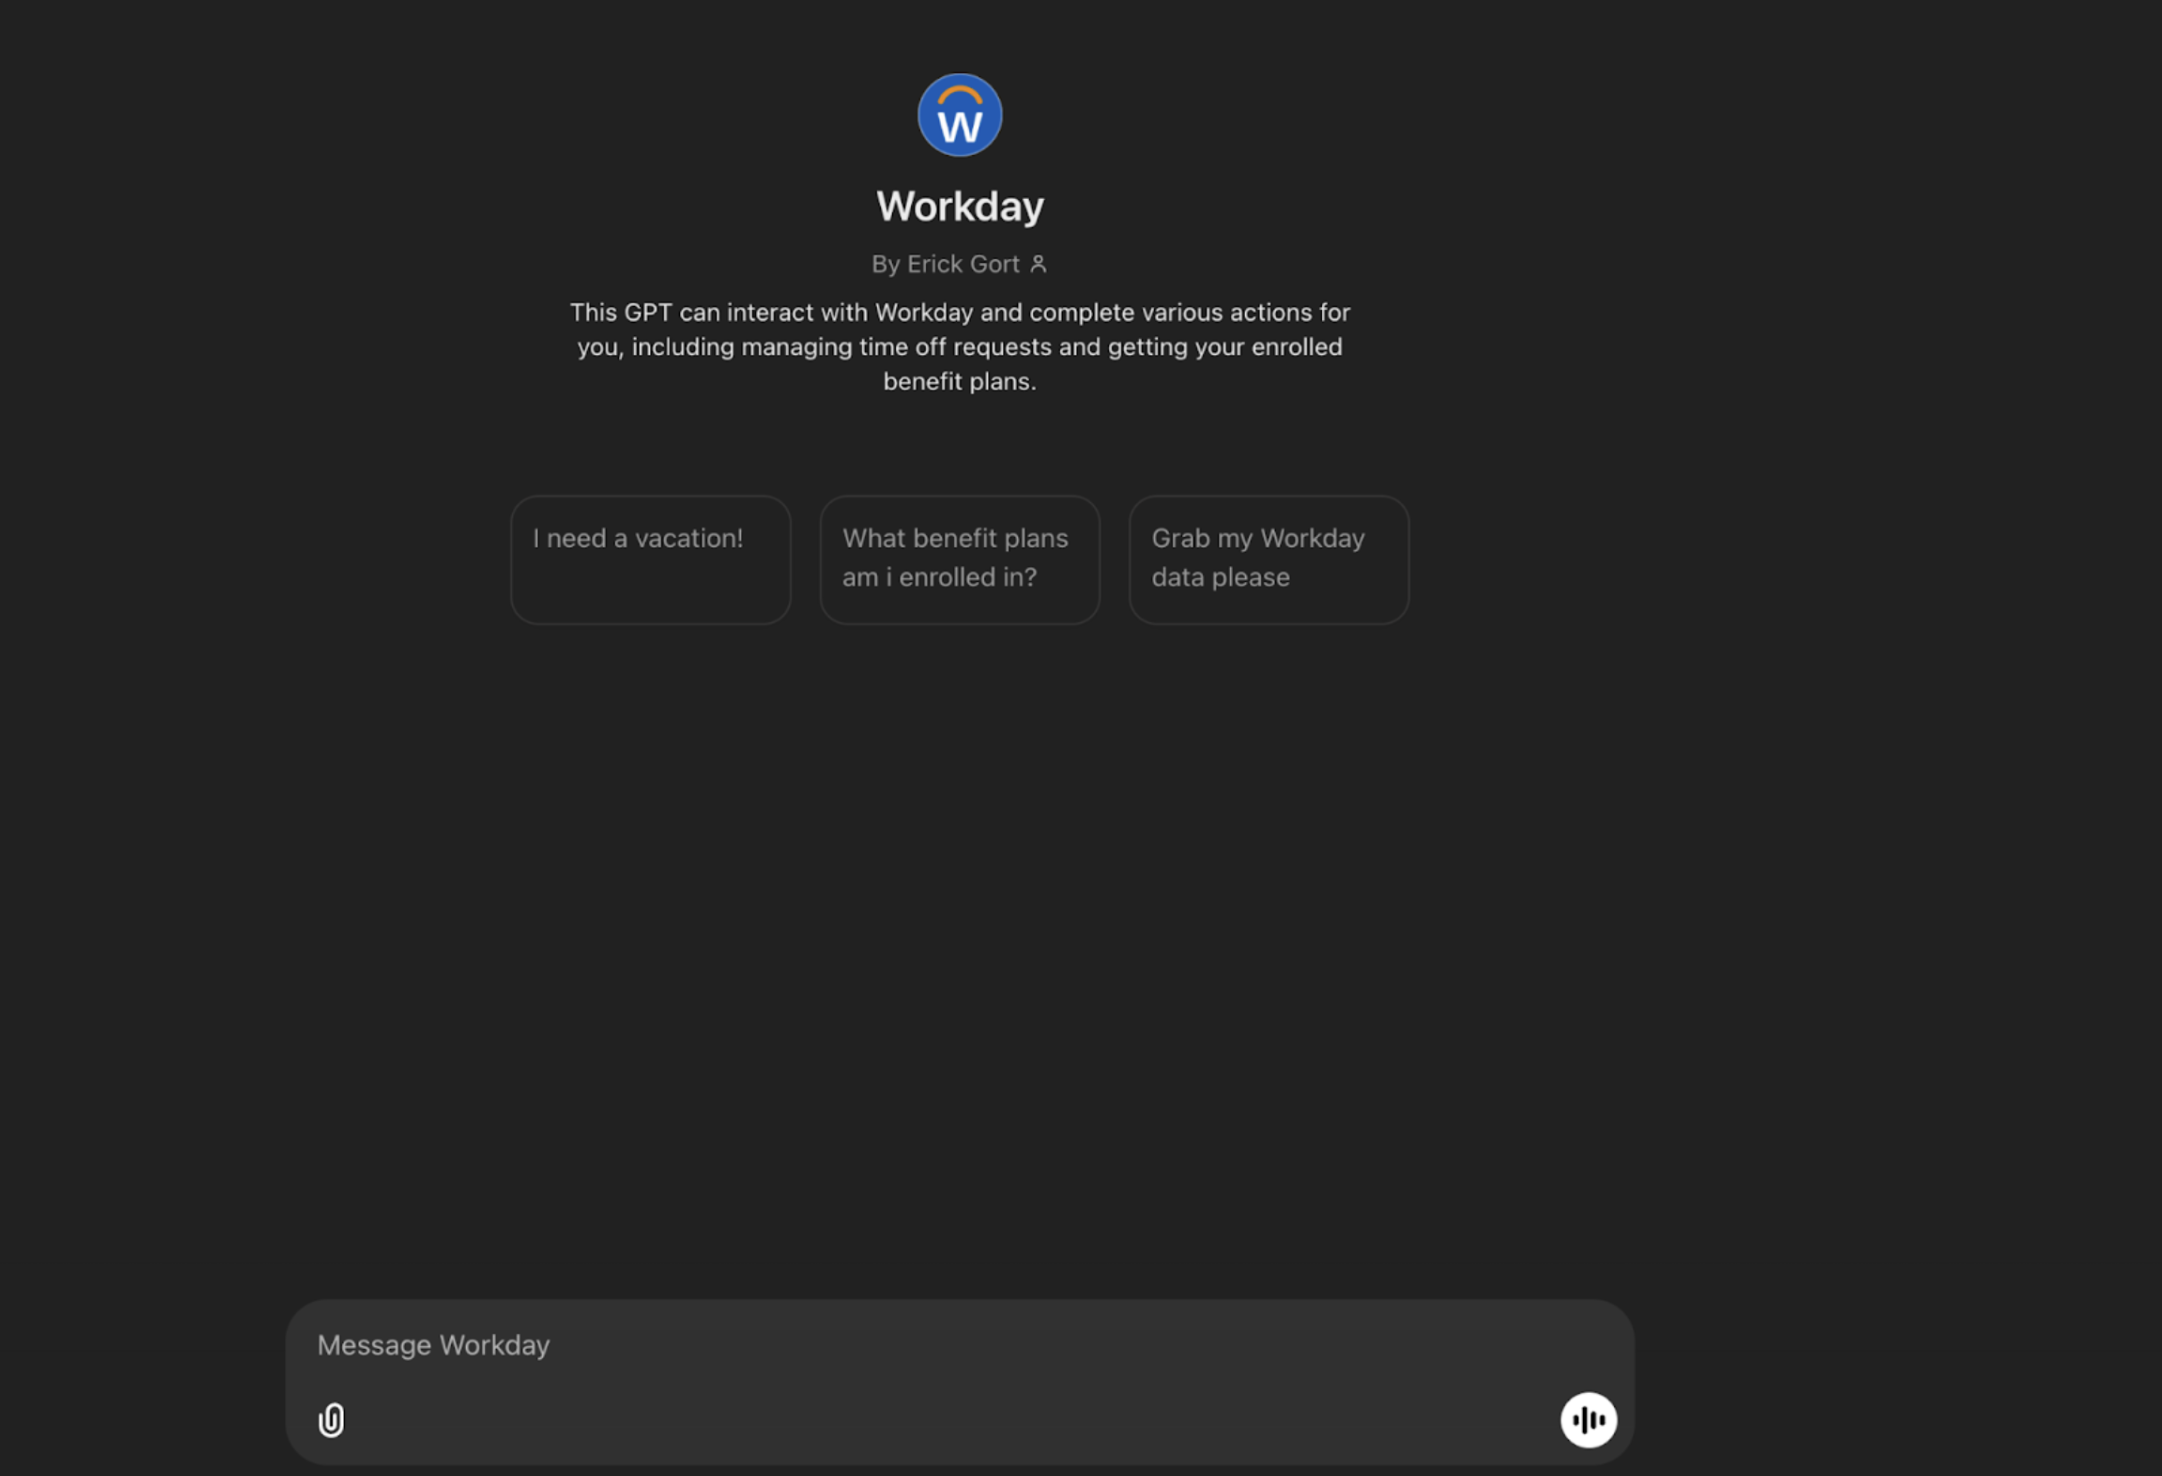 W
Workday
By Erick Gort
This GPT can interact with Workday and complete various actions for
you, including managing time off requests and getting your enrolled
benefit plans.
I need a vacation!
What benefit plans
am i enrolled in?
Grab my Workday
data please
Message Workday